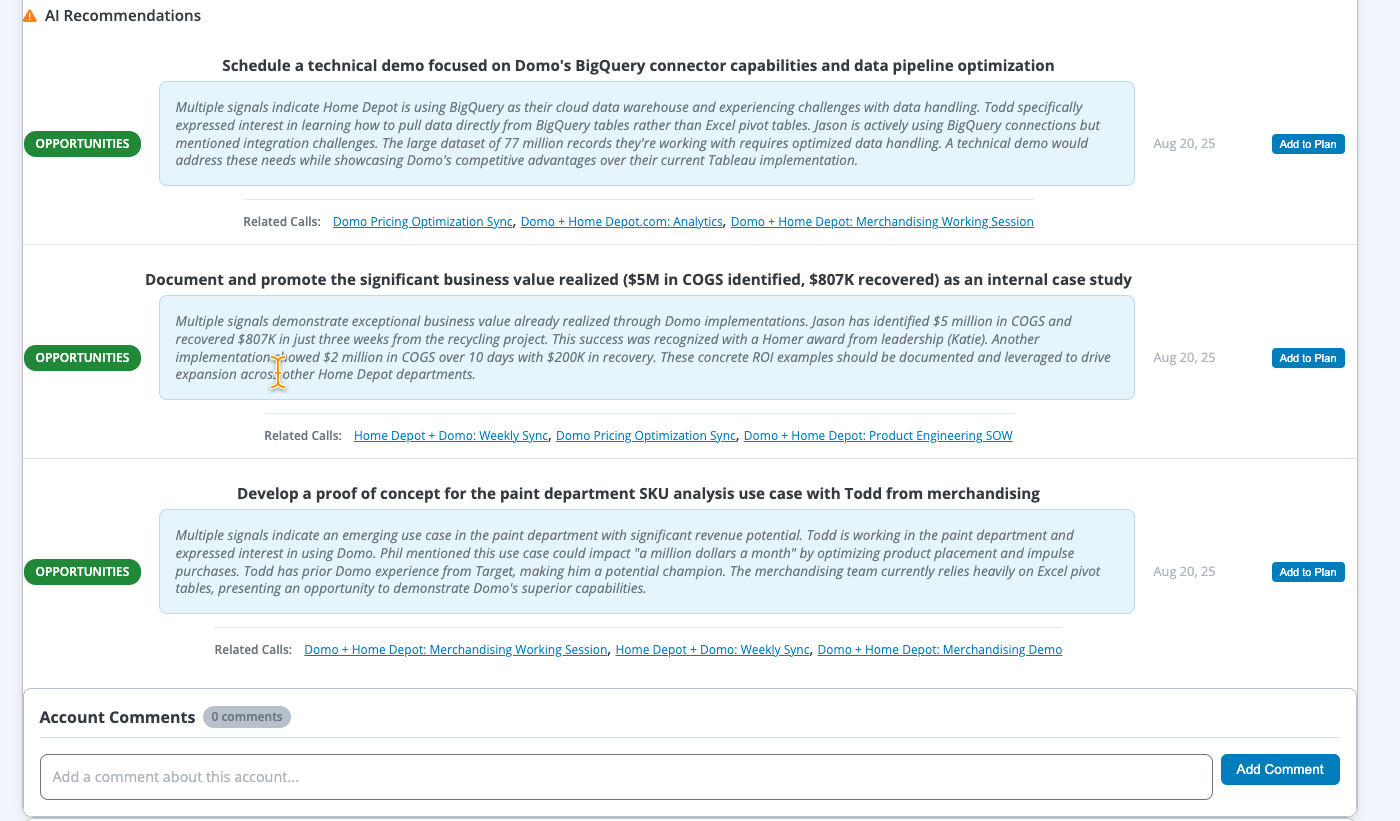 AI Recommendations
Schedule a technical demo focused on Domo's BigQuery connector capabilities and data pipeline optimization
OPPORTUNITIES
Multiple signals indicate Home Depot is using BigQuery as their cloud data warehouse and experiencing challenges with data handling. Todd specifically
expressed interest in learning how to pull data directly from BigQuery tables rather than Excel pivot tables. Jason is actively using BigQuery connections but
mentioned integration challenges. The large dataset of 77 million records they're working with requires optimized data handling. A technical demo would
address these needs while showcasing Domo's competitive advantages over their current Tableau implementation.
Aug 20, 25
Add to Plan
Related Calls: Domo Pricing Optimization Sync, Domo + Home Depot.com: Analytics, Domo + Home Depot: Merchandising Working Session
Document and promote the significant business value realized ($5M in COGS identified, $807K recovered) as an internal case study
OPPORTUNITIES
Multiple signals demonstrate exceptional business value already realized through Domo implementations. Jason has identified $5 million in COGS and
recovered $807K in just three weeks from the recycling project. This success was recognized with a Homer award from leadership (Katie). Another
implementation showed $2 million in COGS over 10 days with $200K in recovery. These concrete ROI examples should be documented and leveraged to drive
expansion across other Home Depot departments.
Aug 20, 25
Add to Plan
Related Calls: Home Depot + Domo: Weekly Sync, Domo Pricing Optimization Sync, Domo + Home Depot: Product Engineering SOW
Develop a proof of concept for the paint department SKU analysis use case with Todd from merchandising
OPPORTUNITIES
Multiple signals indicate an emerging use case in the paint department with significant revenue potential. Todd is working in the paint department and
expressed interest in using Domo. Phil mentioned this use case could impact "a million dollars a month" by optimizing product placement and impulse
purchases. Todd has prior Domo experience from Target, making him a potential champion. The merchandising team currently relies heavily on Excel pivot
tables, presenting an opportunity to demonstrate Domo's superior capabilities.
Aug 20, 25
Add to Plan
Related Calls: Domo + Home Depot: Merchandising Working Session, Home Depot + Domo: Weekly Sync, Domo + Home Depot: Merchandising Demo
Account Comments 0 comments
Add a comment about this account...
Add Comment